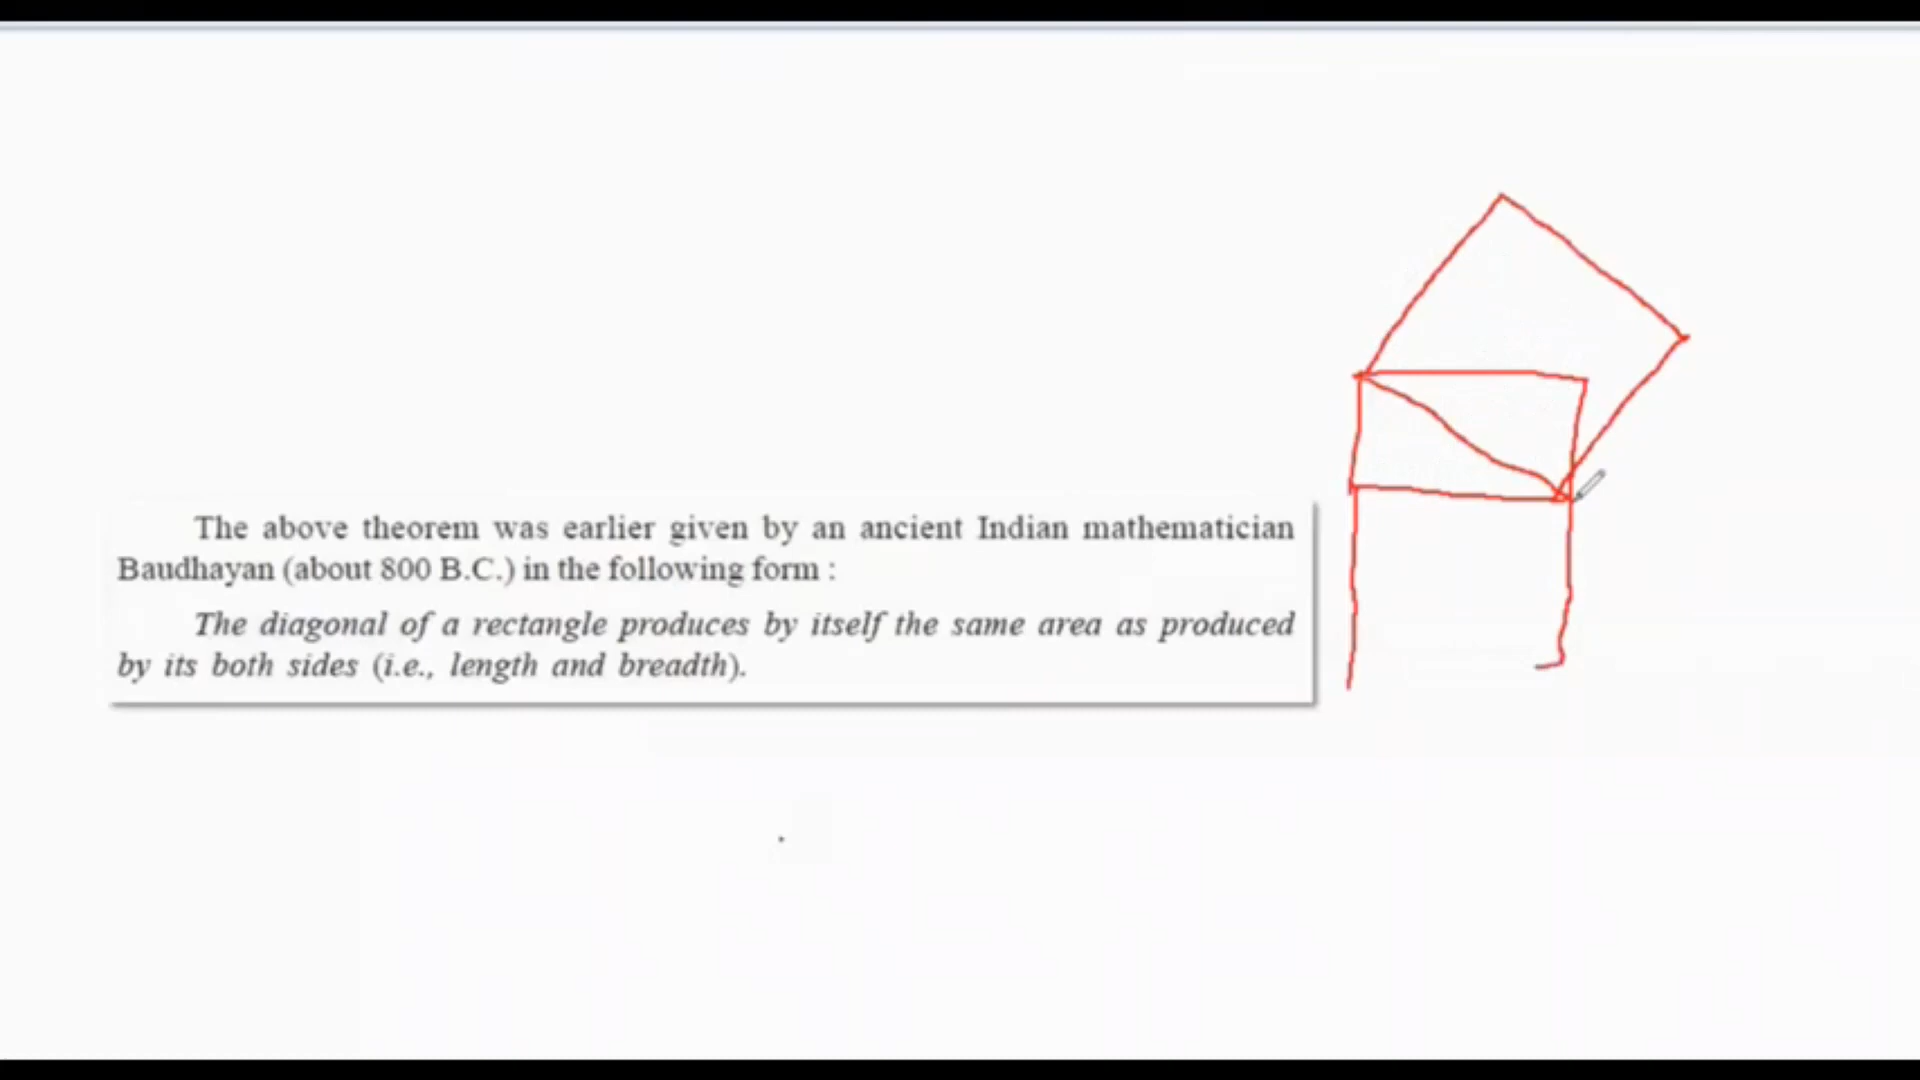 The above theorem was earlier given by an ancient Indian mathematician
Baudhayan (about 800 B.C.) in the following form :
The diagonal of a rectangle produces by itself the same area as produced
by its both sides (i.e., length and breadth).